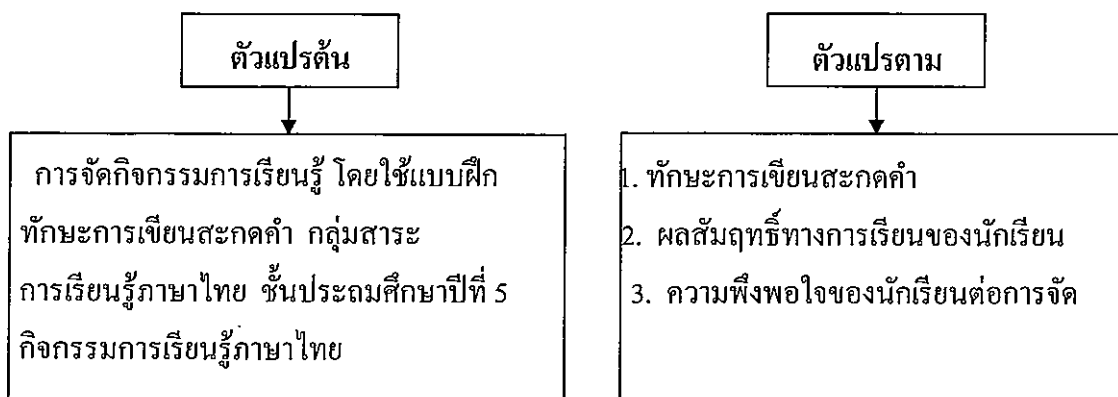 ตัวแปรต้น
การจัดกิจกรรมการเรียนรู้ โดยใช้แบบฝึก
ทักษะการเขียนสะกดคำ กลุ่มสาระ
การเรียนรู้ภาษาไทย ชั้นประถมศึกษาปีที่ 5
กิจกรรมการเรียนรู้ภาษาไทย
ตัวแปรตาม
1. ทักษะการเขียนสะกดคำ
2. ผลสัมฤทธิ์ทางการเรียนของนักเรียน
3. ความพึงพอใจของนักเรียนต่อการจัด